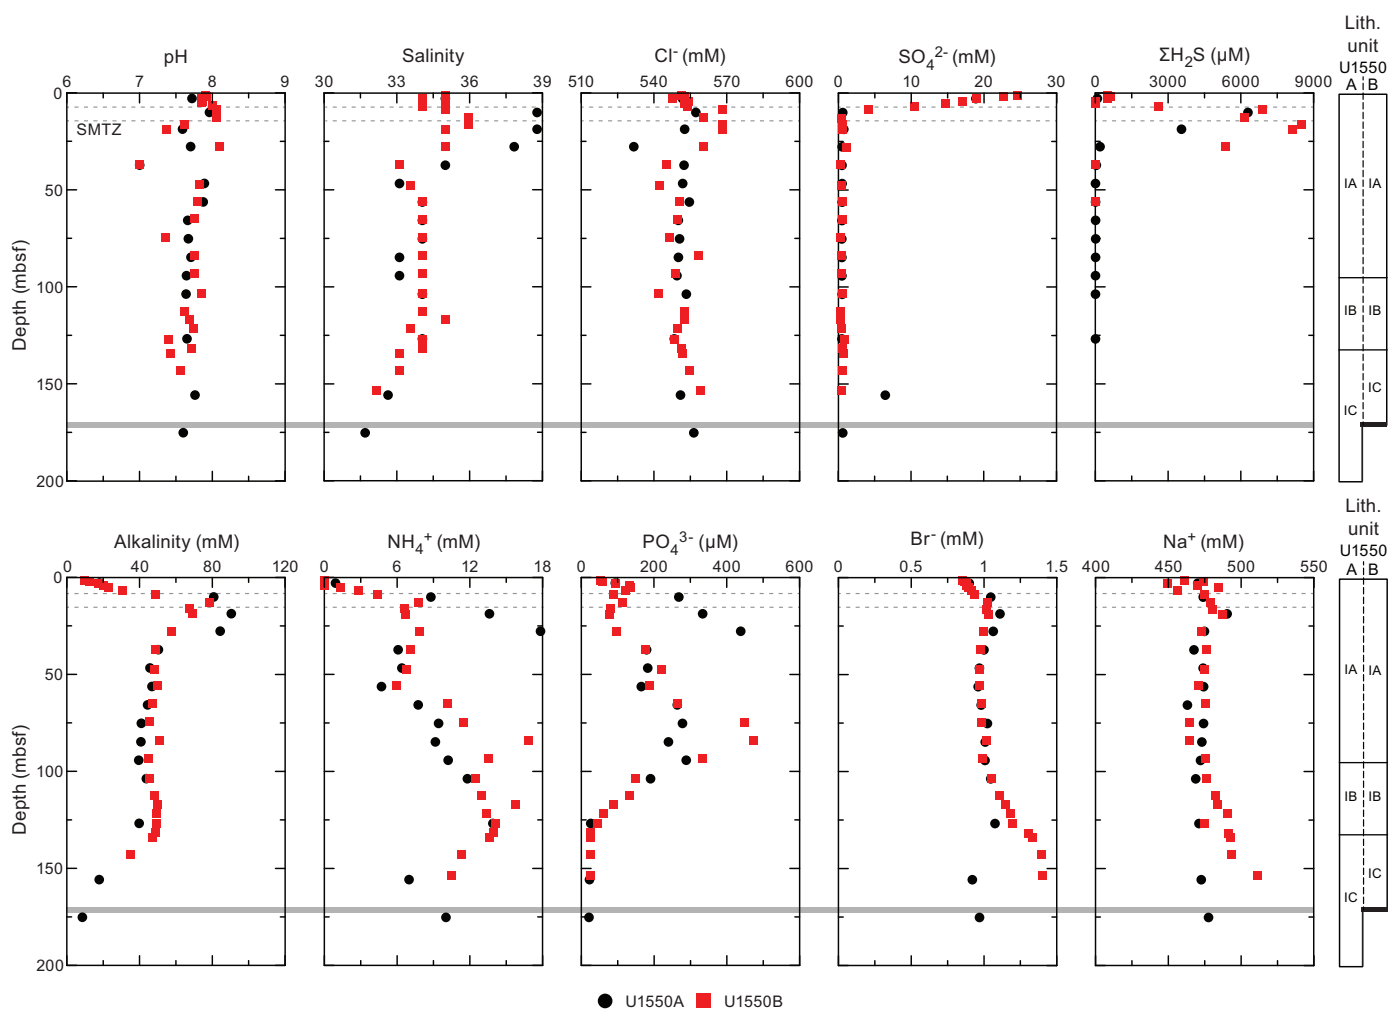 Lith.
unit
U1550
A B
pH
Salinity
Cl⁻ (mM)
SO₄²⁻ (mM)
ΣH₂S (µM)
6 7 8 9
30 33 36 39
510 540 570 600
0 10 20 30
0 3000 6000 9000
0
50
100
150
200
Depth (mbsf)
SMTZ
IA IA
IB IB
IC
IC
Lith.
unit
U1550
A B
Alkalinity (mM)
NH₄⁺ (mM)
PO₄³⁻ (µM)
Br⁻ (mM)
Na⁺ (mM)
0 40 80 120
0 6 12 18
0 200 400 600
0 0.5 1 1.5
400 450 500 550
0
50
100
150
200
Depth (mbsf)
IA IA
IB IB
IC
IC
U1550A U1550B